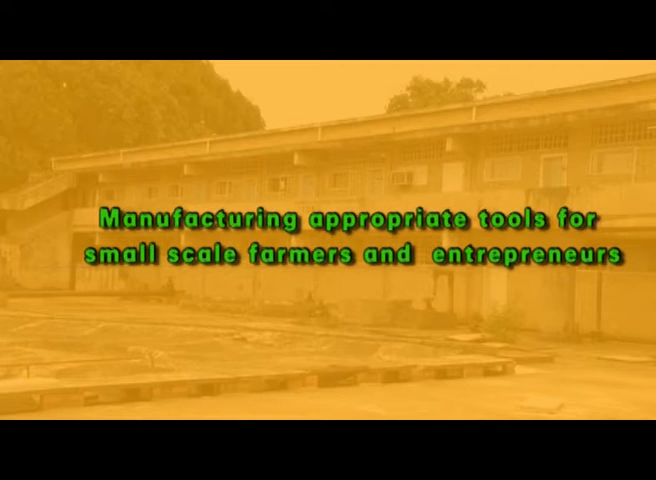 Manufacturing appropriate tools for
small scale farmers and entrepreneurs